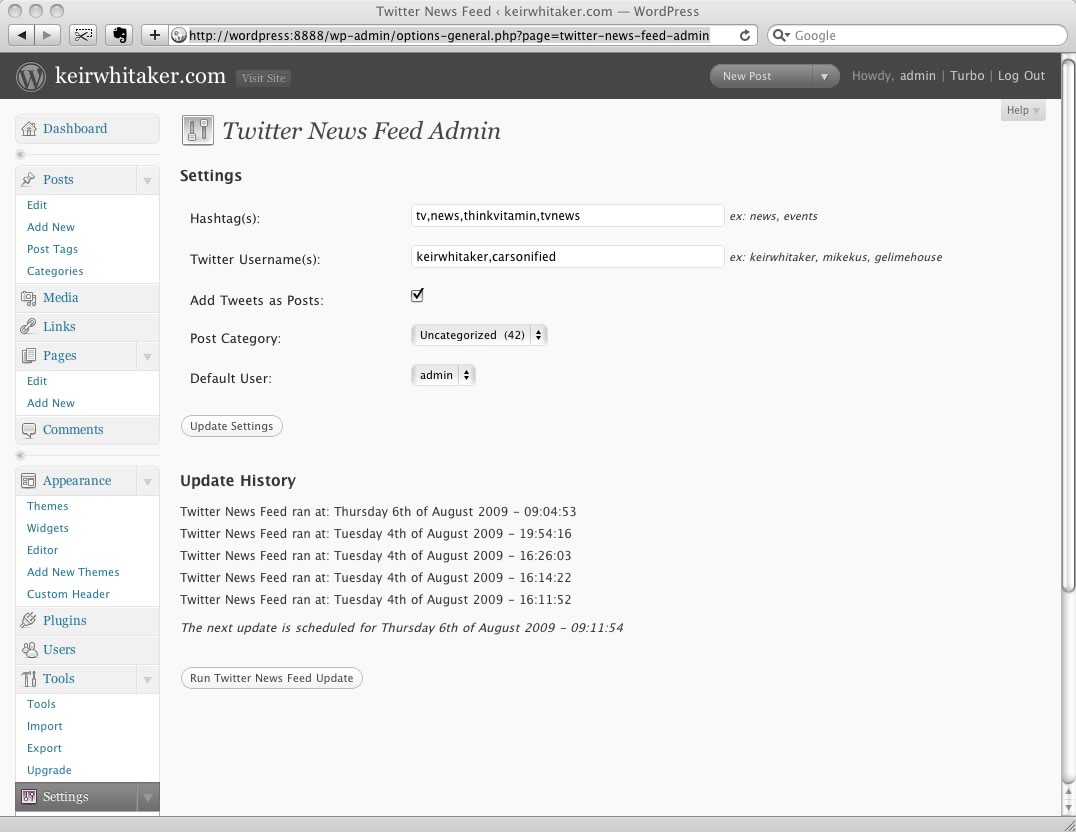 Twitter News Feed ‹ keirwhitaker.com — WordPress
http://wordpress:8888/wp-admin/options-general.php?page=twitter-news-feed-admin
Google
keirwhitaker.com Visit Site New Post Howdy, admin | Turbo | Log Out
Help
Dashboard
Posts
Edit
Add New
Post Tags
Categories
Media
Links
Pages
Edit
Add New
Comments
Appearance
Themes
Widgets
Editor
Add New Themes
Custom Header
Plugins
Users
Tools
Tools
Import
Export
Upgrade
Settings
Twitter News Feed Admin
Settings
Hashtag(s): tv,news,thinkvitamin,tvnews ex: news, events
Twitter Username(s): keirwhitaker,carsonified ex: keirwhitaker, mikekus, gelimehouse
Add Tweets as Posts:
Post Category: Uncategorized (42)
Default User: admin
Update Settings
Update History
Twitter News Feed ran at: Thursday 6th of August 2009 - 09:04:53
Twitter News Feed ran at: Tuesday 4th of August 2009 - 19:54:16
Twitter News Feed ran at: Tuesday 4th of August 2009 - 16:26:03
Twitter News Feed ran at: Tuesday 4th of August 2009 - 16:14:22
Twitter News Feed ran at: Tuesday 4th of August 2009 - 16:11:52
The next update is scheduled for Thursday 6th of August 2009 - 09:11:54
Run Twitter News Feed Update